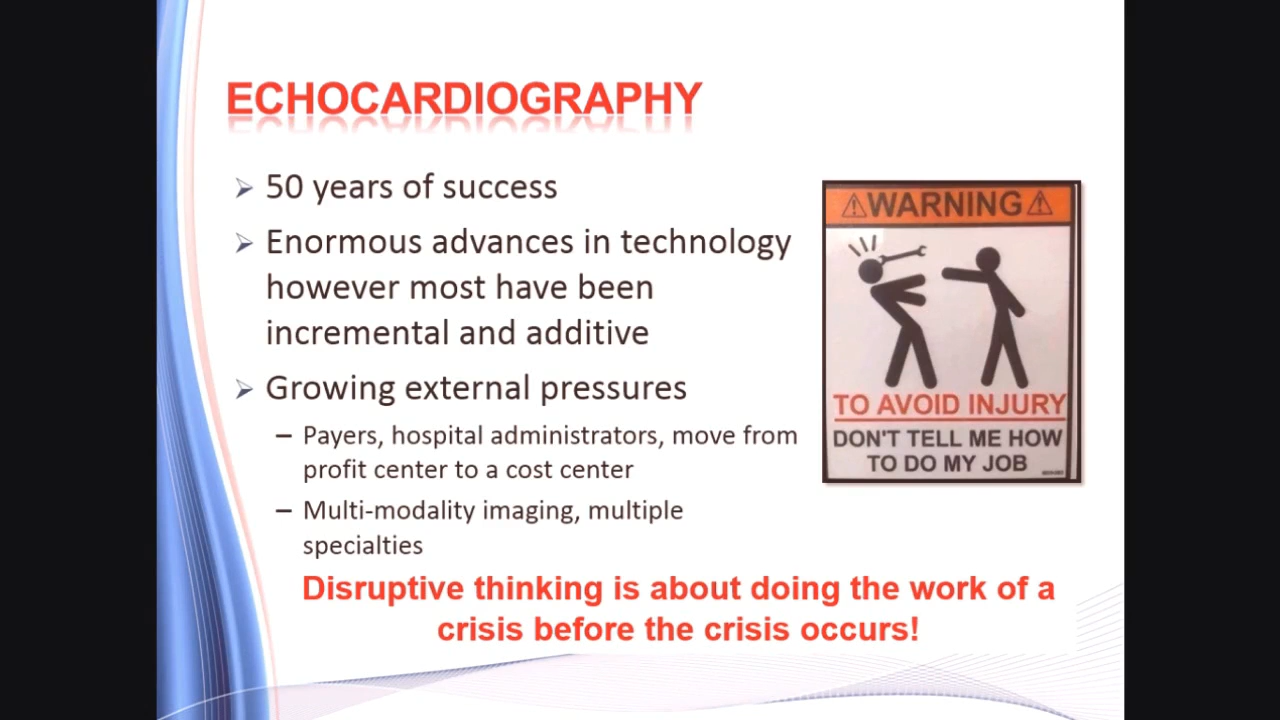 ECHOCARDIOGRAPHY
50 years of success
Enormous advances in technology
however most have been
incremental and additive
Growing external pressures
– Payers, hospital administrators, move from
profit center to a cost center
– Multi-modality imaging, multiple
specialties
Disruptive thinking is about doing the work of a
crisis before the crisis occurs!
WARNING
TO AVOID INJURY
DON'T TELL ME HOW
TO DO MY JOB